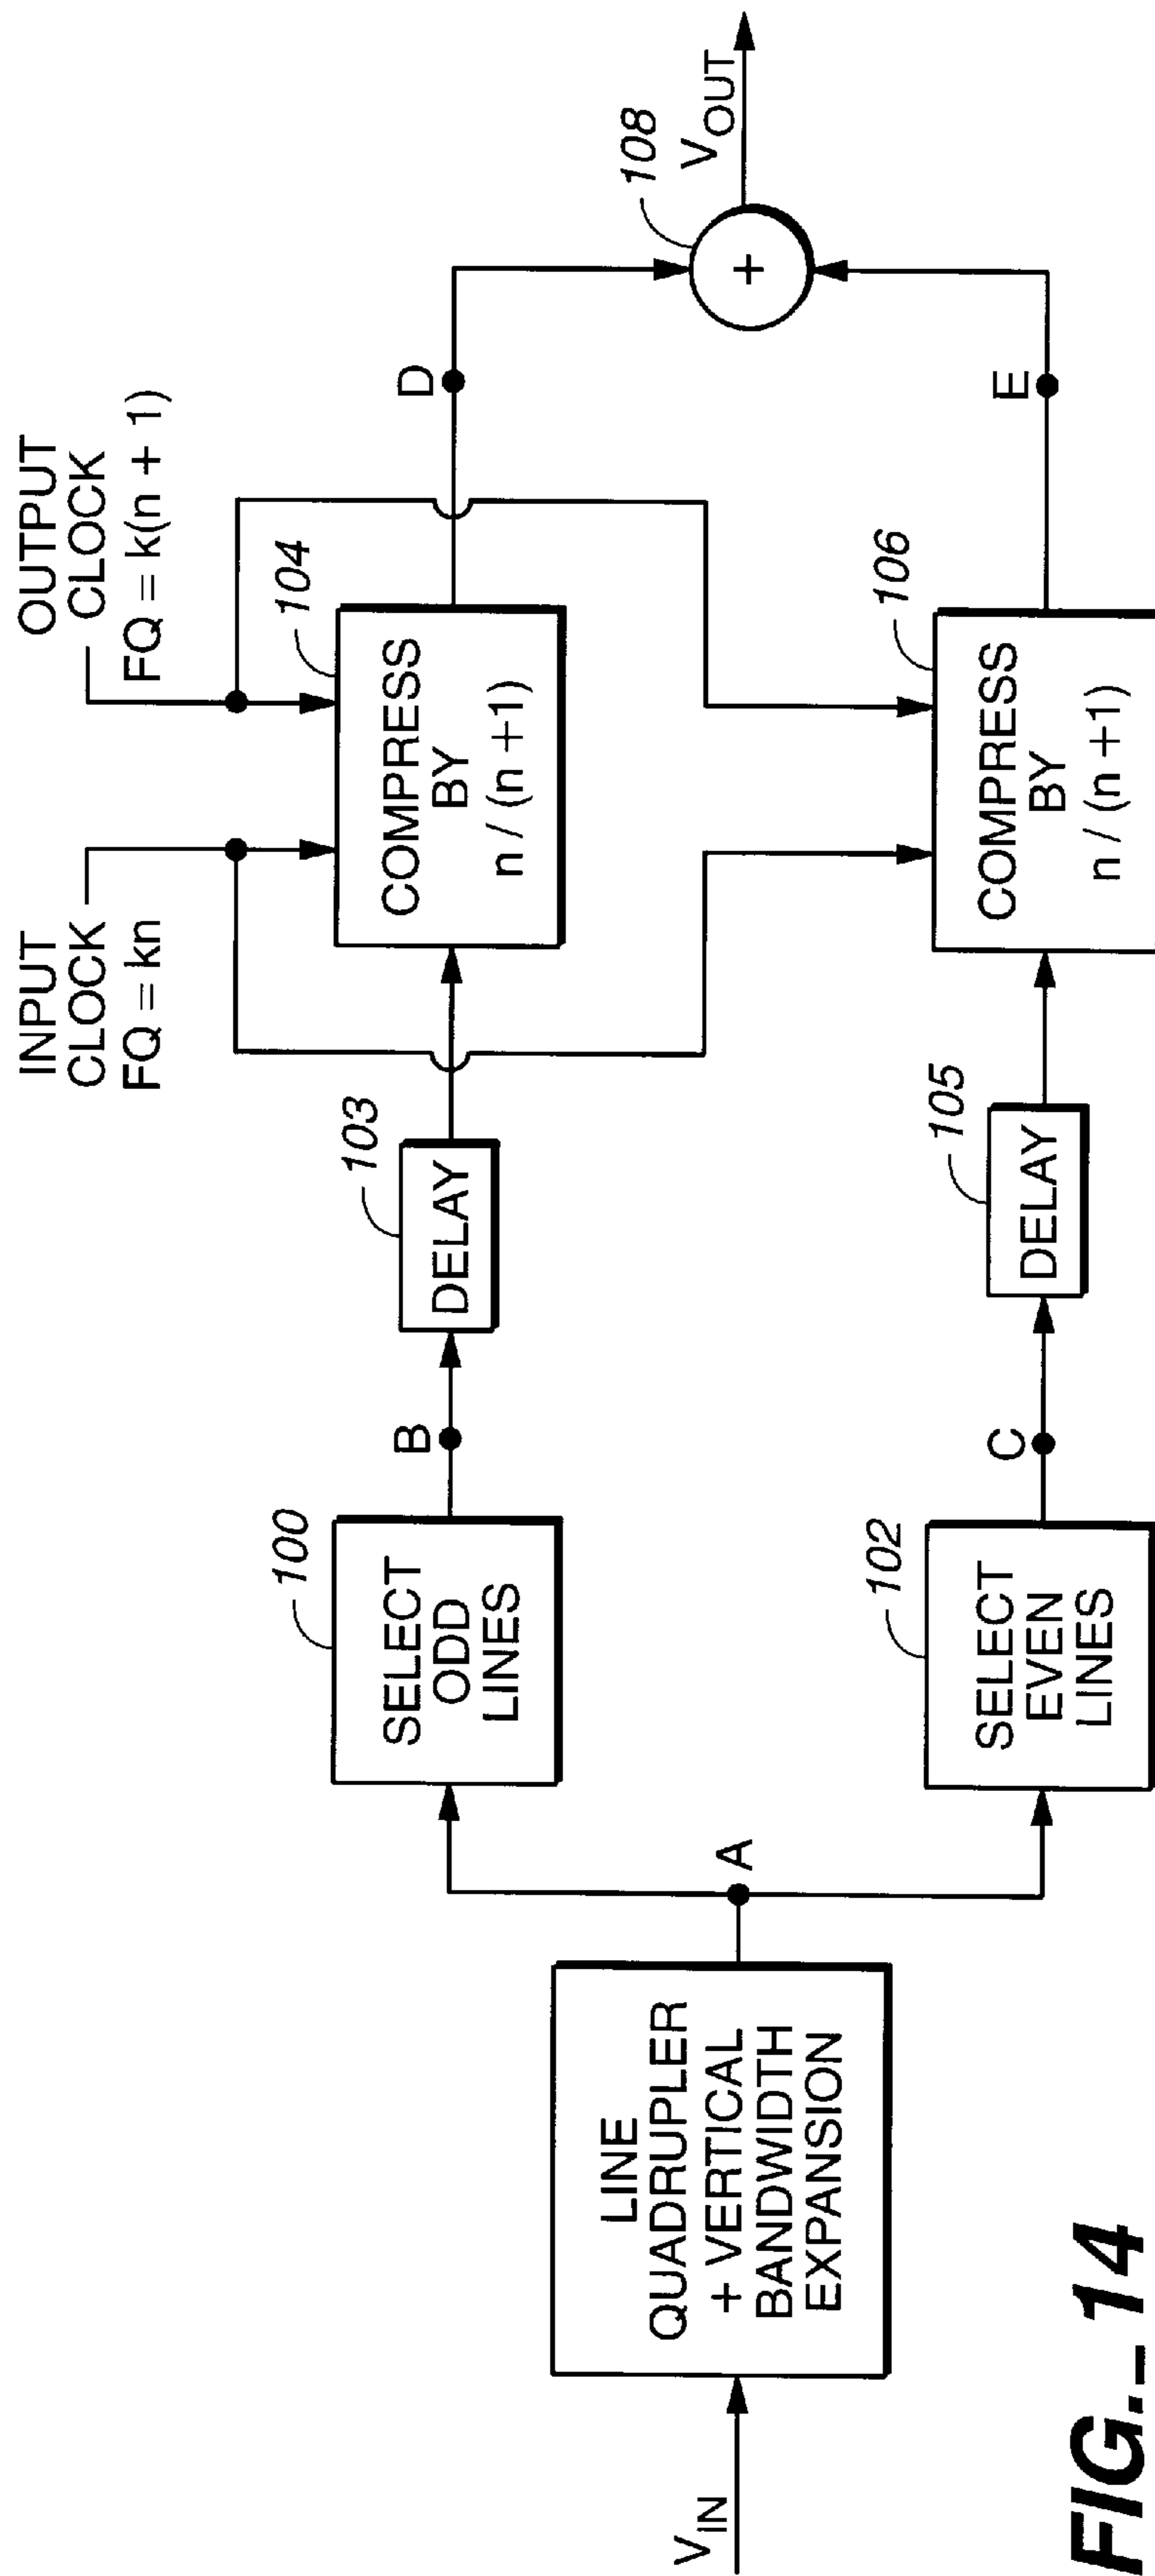 V_IN
LINE
QUADRUPLER
+ VERTICAL
BANDWIDTH
EXPANSION
A
100
SELECT
ODD
LINES
B
103
DELAY
INPUT
CLOCK
FQ = kn
OUTPUT
CLOCK
FQ = k(n + 1)
104
COMPRESS
BY
n / (n +1)
D
102
SELECT
EVEN
LINES
C
105
DELAY
106
COMPRESS
BY
n / (n +1)
E
108
+
V_OUT
FIG._14